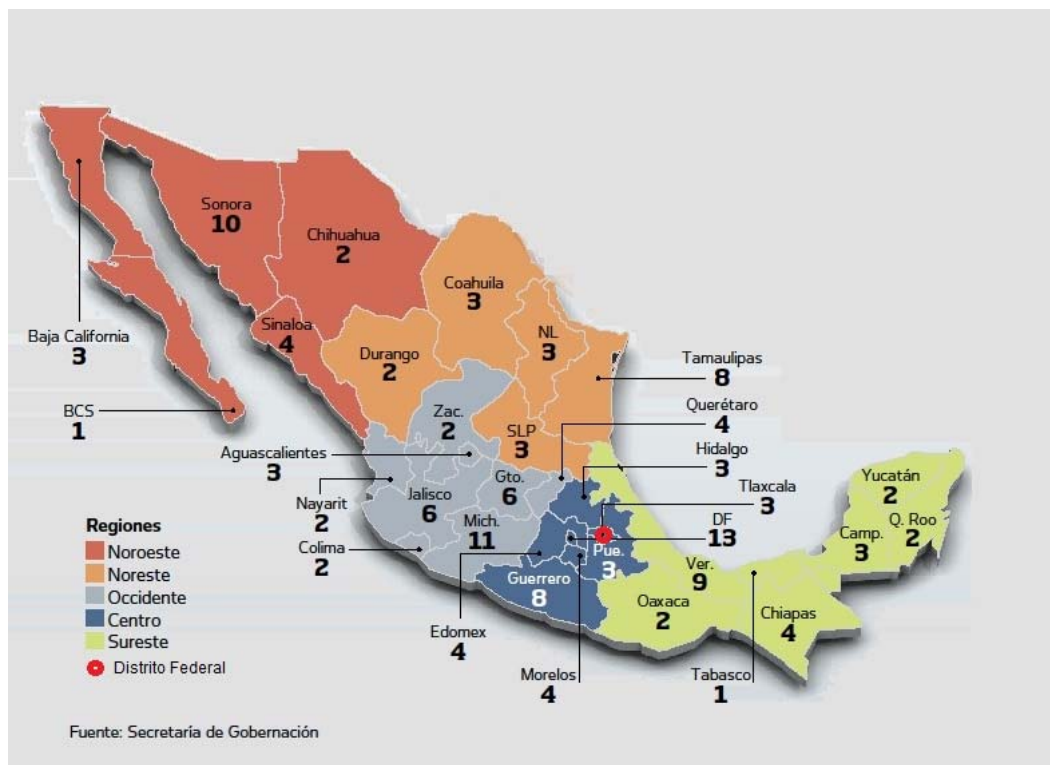 Sonora
10
Chihuahua
2
Coahuila
3
Sinaloa
4
NL
3
Baja California
3
Durango
2
Tamaulipas
8
BCS
1
Zac.
2
Querétaro
4
SLP
3
Aguascalientes
3
Hidalgo
3
Gto.
6
Tlaxcala
3
Yucatán
2
Nayarit
2
Jalisco
6
Mich.
11
DF
13
Q. Roo
2
Camp.
3
Colima
2
Pue.
3
Ver.
9
Guerrero
8
Oaxaca
2
Chiapas
4
Edomex
4
Morelos
4
Tabasco
1
Regiones
Noroeste
Noreste
Occidente
Centro
Sureste
Distrito Federal
Fuente: Secretaría de Gobernación